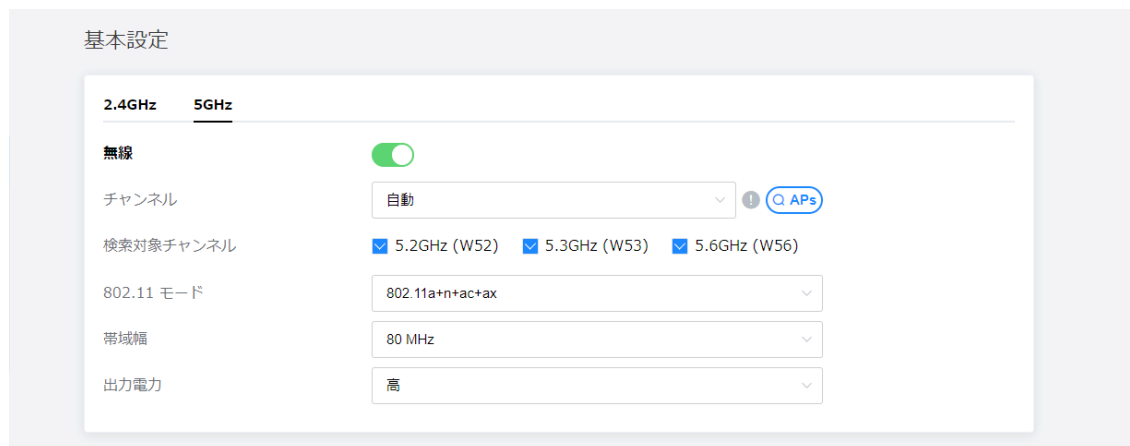 基本設定
2.4GHz 5GHz
無線
チャンネル 自動 ! APs
検索対象チャンネル 5.2GHz (W52) 5.3GHz (W53) 5.6GHz (W56)
802.11 モード 802.11a+n+ac+ax
帯域幅 80 MHz
出力電力 高